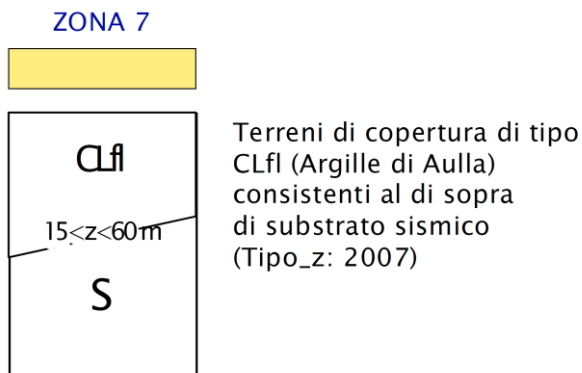 ZONA 7
CLfl
15<z<60m
S
Terreni di copertura di tipo
CLfl (Argille di Aulla)
consistenti al di sopra
di substrato sismico
(Tipo_z: 2007)